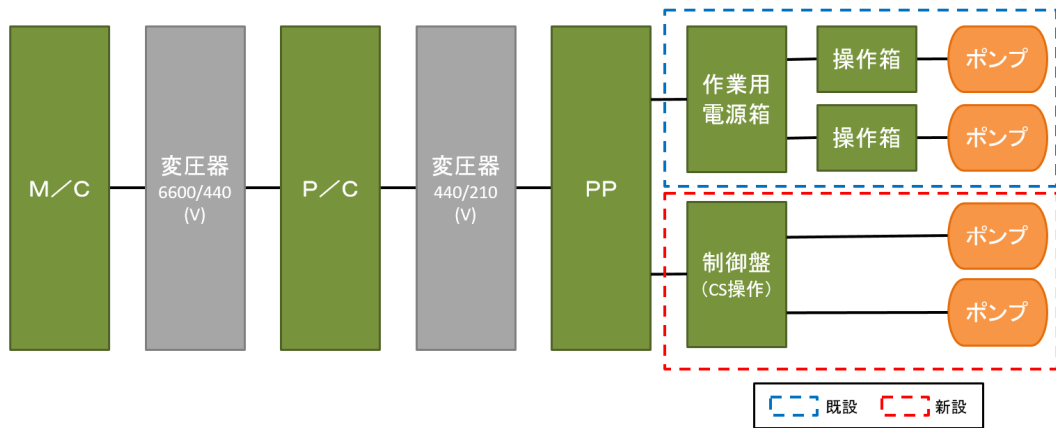 M/C
変圧器
6600/440
(V)
P/C
変圧器
440/210
(V)
PP
作業用
電源箱
操作箱
ポンプ
操作箱
ポンプ
制御盤
(CS操作)
ポンプ
ポンプ
既設
新設